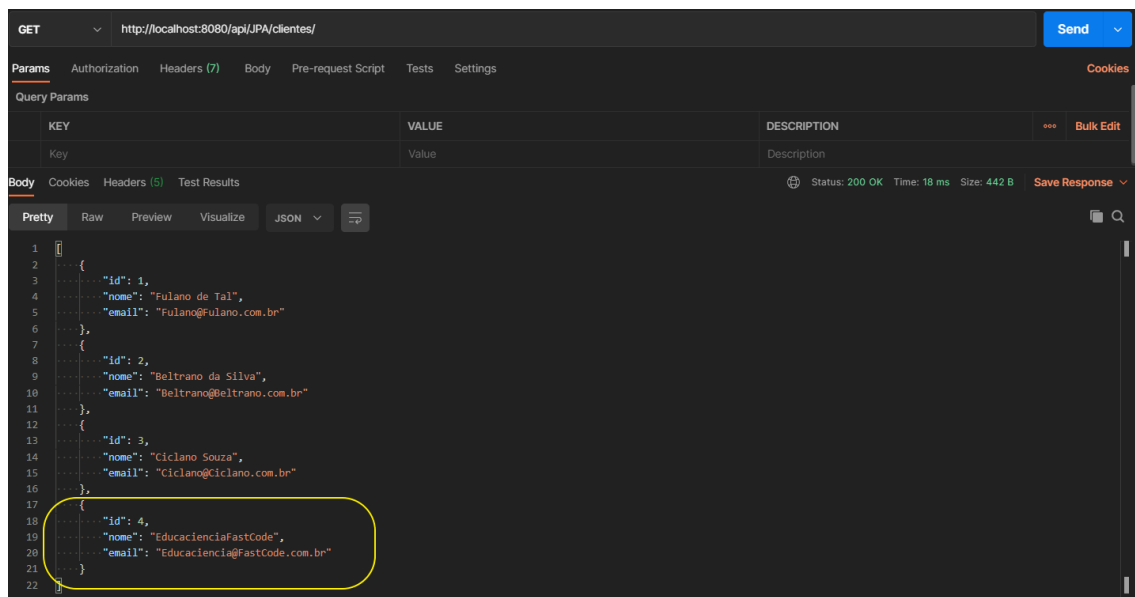 GET http://localhost:8080/api/JPA/clientes/ Send
Params Authorization Headers (7) Body Pre-request Script Tests Settings Cookies
Query Params
KEY VALUE DESCRIPTION ooo Bulk Edit
Key Value Description
Body Cookies Headers (5) Test Results Status: 200 OK Time: 18 ms Size: 442 B Save Response
Pretty Raw Preview Visualize JSON
1 [
2 {
3 "id": 1,
4 "nome": "Fulano de Tal",
5 "email": "Fulano@Fulano.com.br"
6 },
7 {
8 "id": 2,
9 "nome": "Beltrano da Silva",
10 "email": "Beltrano@Beltrano.com.br"
11 },
12 {
13 "id": 3,
14 "nome": "Ciclano Souza",
15 "email": "Ciclano@Ciclano.com.br"
16 },
17 {
18 "id": 4,
19 "nome": "EducacienciaFastCode",
20 "email": "Educaciencia@FastCode.com.br"
21 }
22 ]